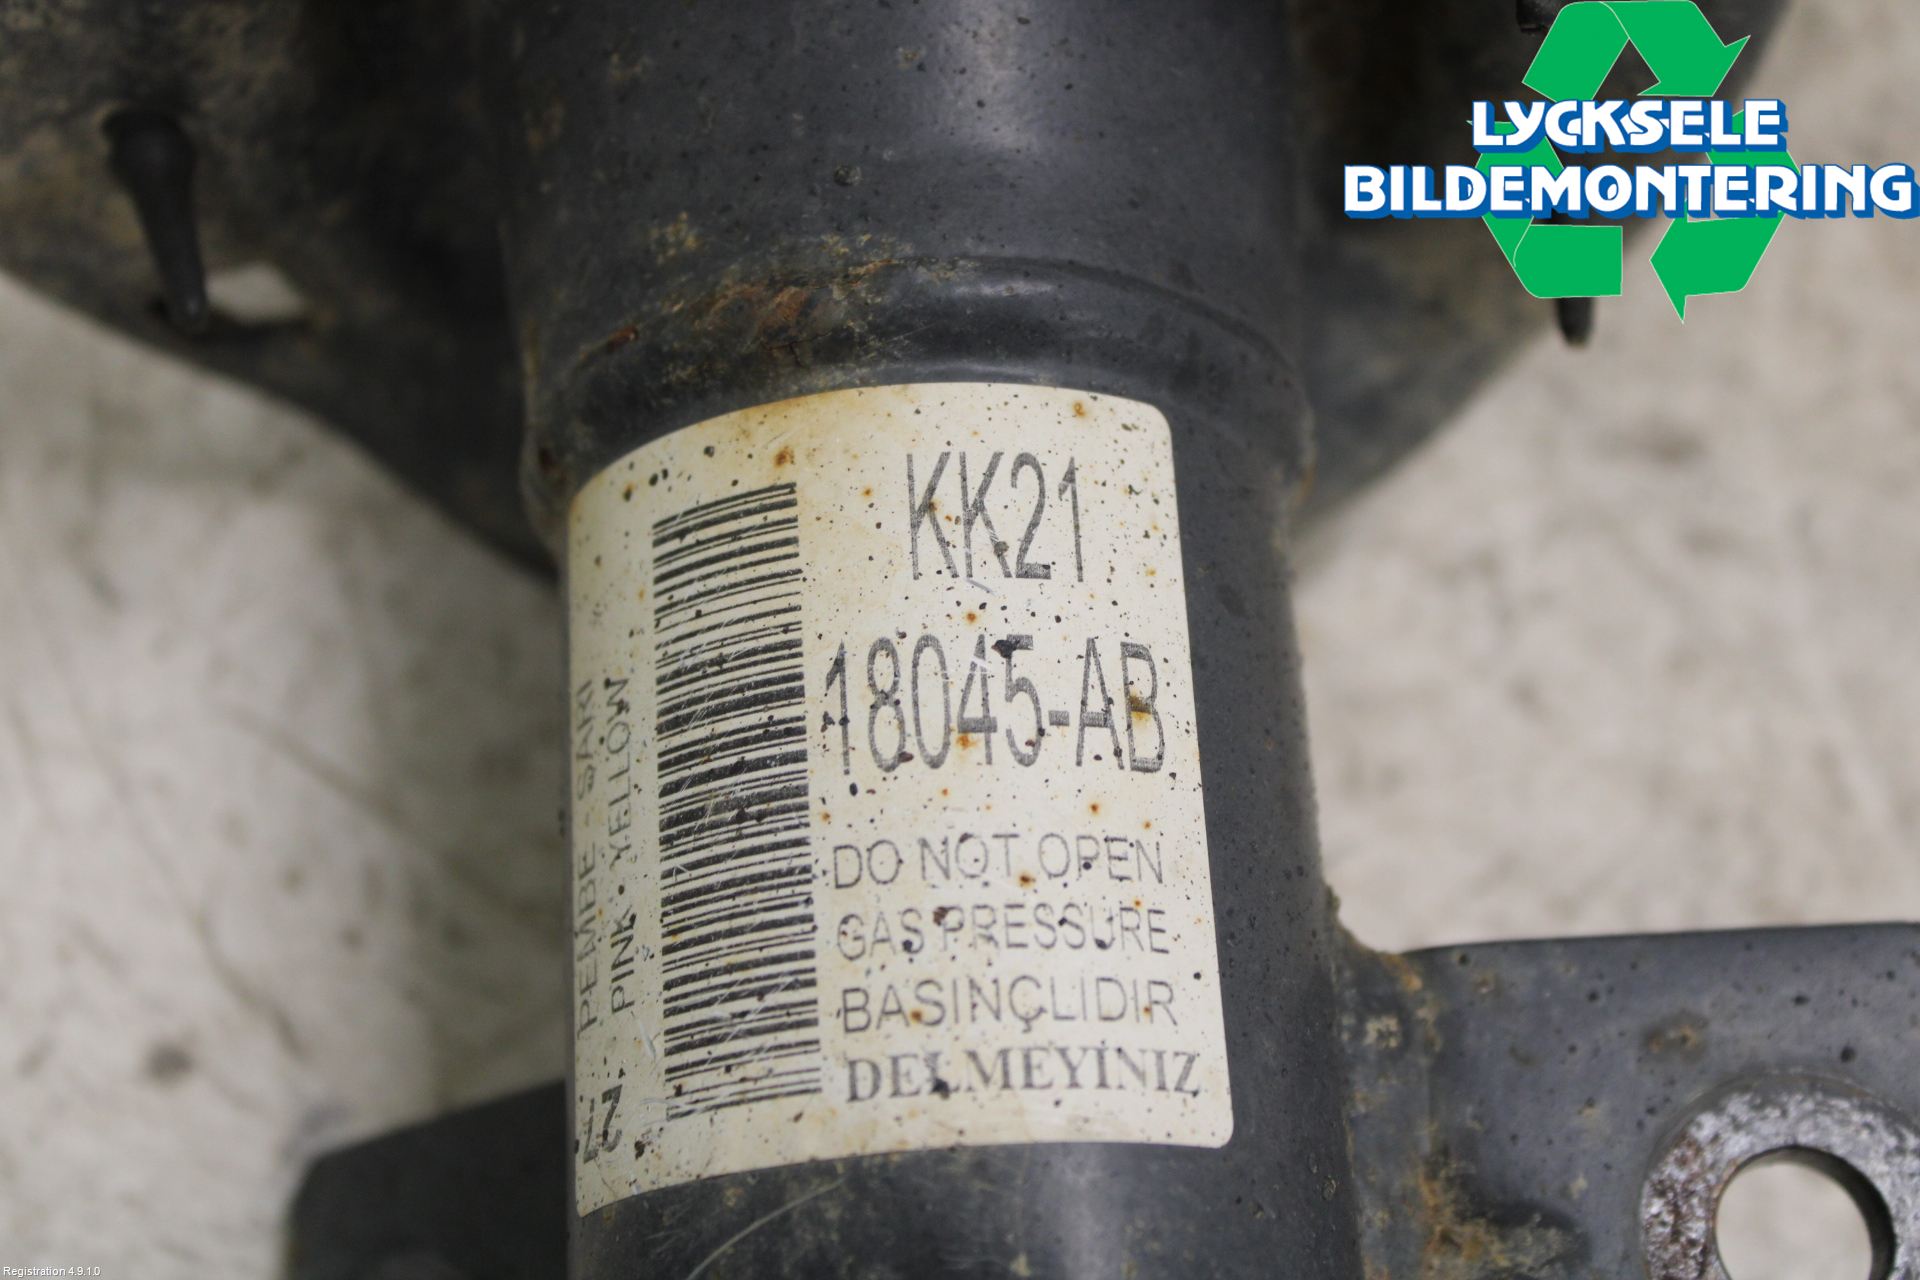 LYCKSELE
BILDEMONTERING
KK21
18045-AB
DO NOT OPEN
GAS PRESSURE
BASINÇLIDIR
DELMEYİNİZ
PEMBE - SARI
PINK - YELLOW
Registration 4.9.1.0